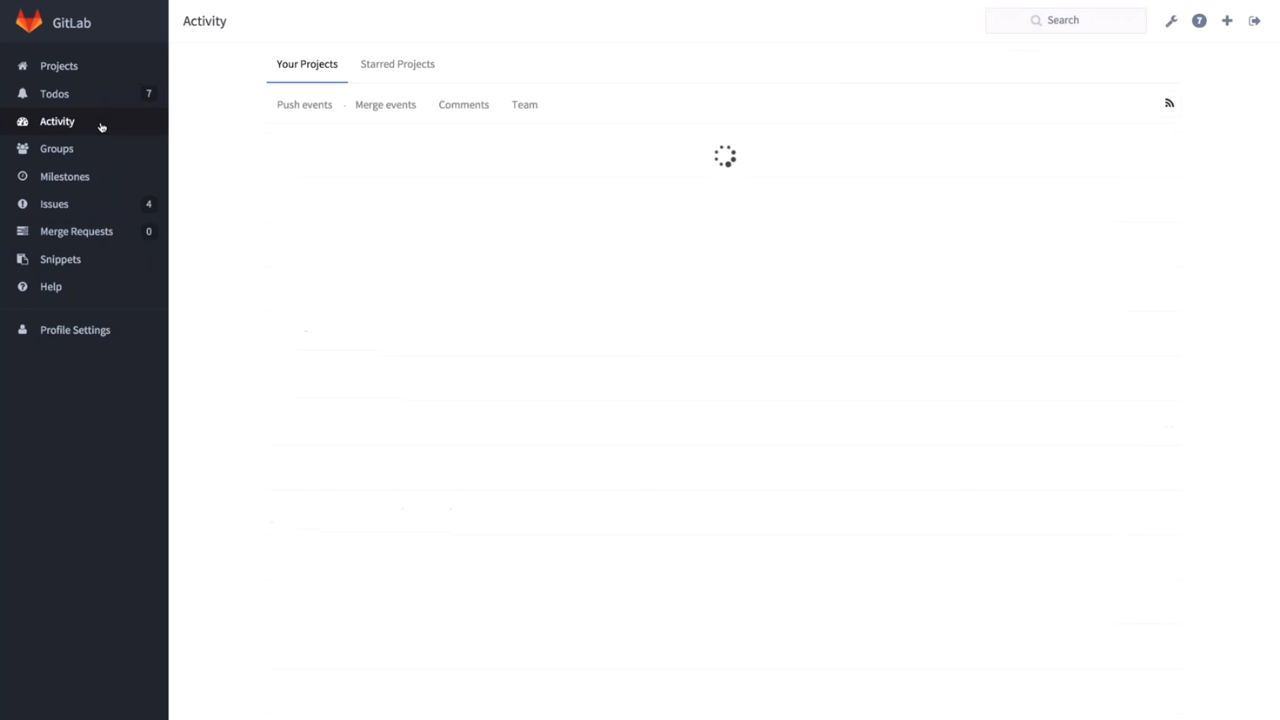 GitLab
Activity
Search
7
Projects
Todos 7
Activity
Groups
Milestones
Issues 4
Merge Requests 0
Snippets
Help
Profile Settings
Your Projects Starred Projects
Push events Merge events Comments Team